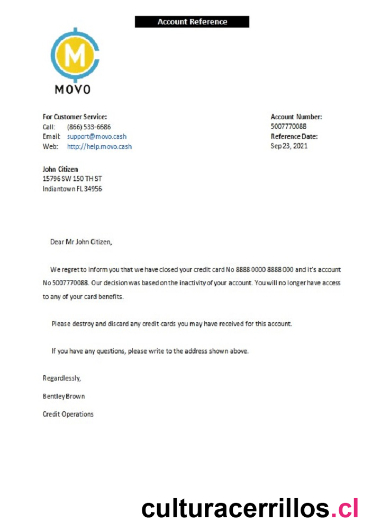 Account Reference
M
MOVO
For Customer Service:
Call: (866) 533-6686
Email: support@movo.cash
Web: http://help.movo.cash
Account Number:
5007770088
Reference Date:
Sep 23, 2021
John Citizen
15796 SW 150 TH ST
Indiantown FL 34956
Dear Mr John Citizen,
We regret to inform you that we have closed your credit card No 8888 0000 8888 000 and it's account
No 5007770088. Our decision was based on the inactivity of your account. You will no longer have access
to any of your card benefits.
Please destroy and discard any credit cards you may have received for this account.
If you have any questions, please write to the address shown above.
Regardlessly,
Bentley Brown
Credit Operations
culturacerrillos.cl